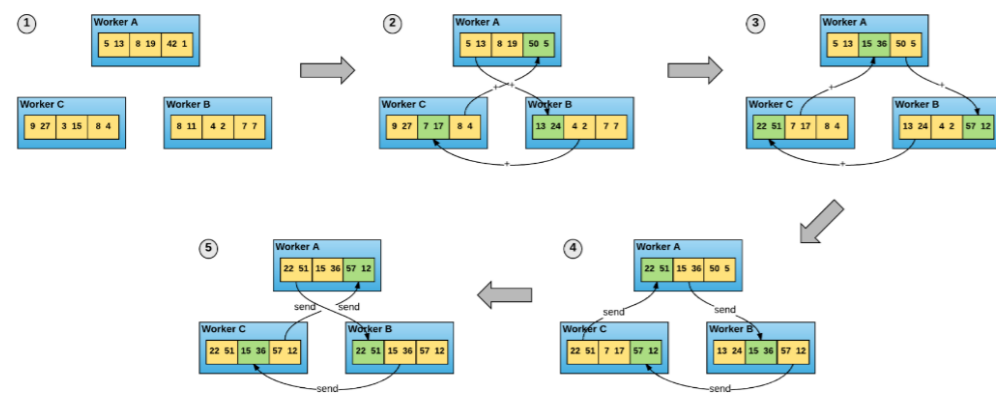 1
Worker A
5 13 8 19 42 1
Worker C
9 27 3 15 8 4
Worker B
8 11 4 2 7 7
2
Worker A
5 13 8 19 50 5
+ +
Worker C
9 27 7 17 8 4
Worker B
13 24 4 2 7 7
+
3
Worker A
5 13 15 36 50 5
+ +
Worker C
22 51 7 17 8 4
Worker B
13 24 4 2 57 12
+
4
Worker A
22 51 15 36 50 5
send send
Worker C
22 51 7 17 57 12
Worker B
13 24 15 36 57 12
send
5
Worker A
22 51 15 36 57 12
send send
Worker C
22 51 15 36 57 12
Worker B
22 51 15 36 57 12
send